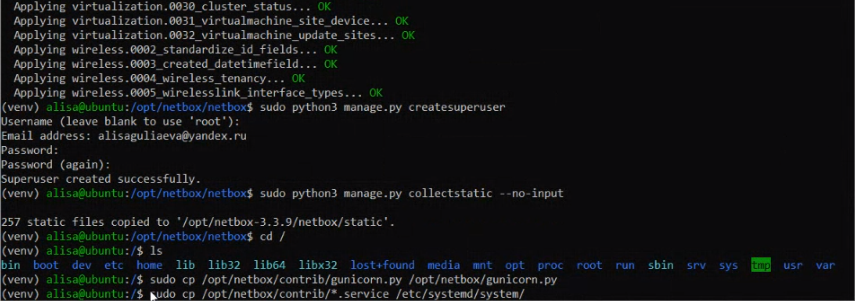 Applying virtualization.0030_cluster_status... OK
Applying virtualization.0031_virtualmachine_site_device... OK
Applying virtualization.0032_virtualmachine_update_sites... OK
Applying wireless.0002_standardize_id_fields... OK
Applying wireless.0003_created_datetimefield... OK
Applying wireless.0004_wireless_tenancy... OK
Applying wireless.0005_wirelesslink_interface_types... OK
(venv) alisa@ubuntu:/opt/netbox/netbox$ sudo python3 manage.py createsuperuser
Username (leave blank to use 'root'):
Email address: alisaguliaeva@yandex.ru
Password:
Password (again):
Superuser created successfully.
(venv) alisa@ubuntu:/opt/netbox/netbox$ sudo python3 manage.py collectstatic --no-input
257 static files copied to '/opt/netbox-3.3.9/netbox/static'.
(venv) alisa@ubuntu:/opt/netbox/netbox$ cd /
(venv) alisa@ubuntu:/$ ls
bin boot dev etc home lib lib32 lib64 libx32 lost+found media mnt opt proc root run sbin srv sys tmp usr var
(venv) alisa@ubuntu:/$ sudo cp /opt/netbox/contrib/gunicorn.py /opt/netbox/gunicorn.py
(venv) alisa@ubuntu:/$ sudo cp /opt/netbox/contrib/*.service /etc/systemd/system/